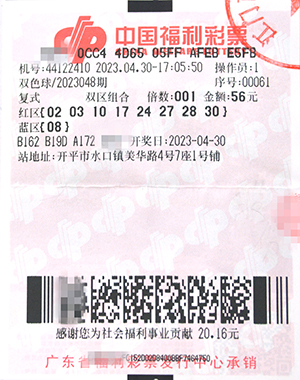 中国福利彩票
0CC4 4D65 05FF AFEB E5FB
机号:44122410 2023.04.30-17:05:50 操作员:1
双色球/2023048期 序号:00061
复式 双区组合 倍数:001 金额:56元
红区[02 03 10 17 24 27 28 30]
蓝区[08]
B162 B19D A172 开奖日:2023-04-30
站地址:开平市水口镇美华路4号7座1号铺
感谢您为社会福利事业贡献 20.16元
广东省福利彩票发行中心承销